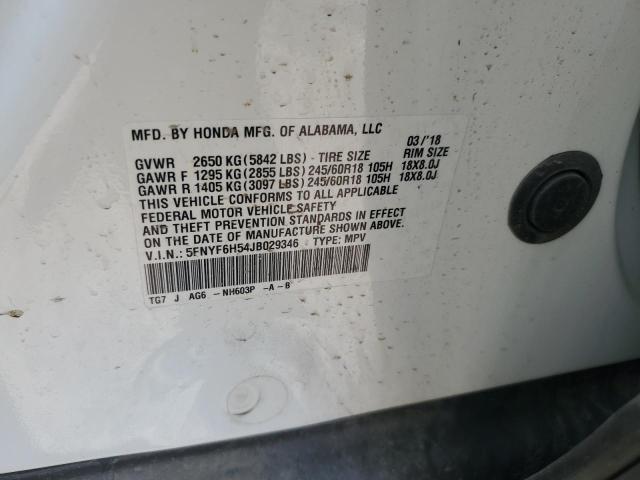 MFD. BY HONDA MFG. OF ALABAMA, LLC 03/'18
GVWR 2650 KG (5842 LBS) - TIRE SIZE RIM SIZE
GAWR F 1295 KG (2855 LBS) 245/60R18 105H 18X8.0J
GAWR R 1405 KG (3097 LBS) 245/60R18 105H 18X8.0J
THIS VEHICLE CONFORMS TO ALL APPLICABLE
FEDERAL MOTOR VEHICLE SAFETY
AND THEFT PREVENTION STANDARDS IN EFFECT
ON THE DATE OF MANUFACTURE SHOWN ABOVE.
V.I.N.: 5FNYF6H54JB029346 TYPE: MPV
TG7 J AG6 - NH603P -A -B